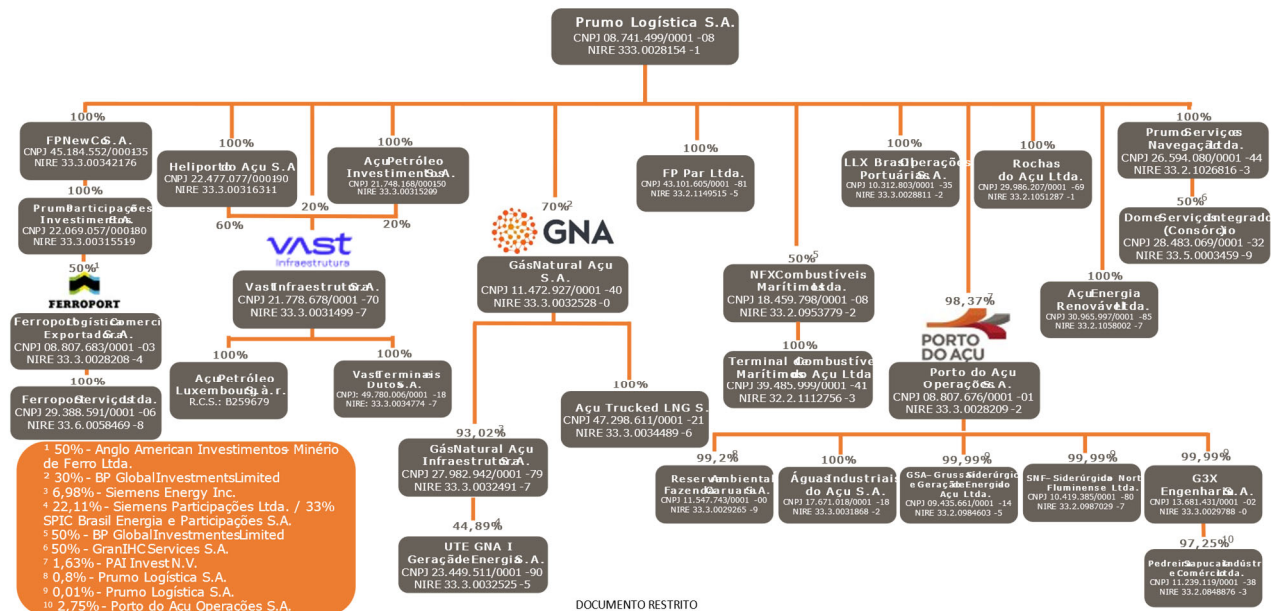 Prumo Logística S.A.
CNPJ 08.741.499/0001 -08
NIRE 333.0028154 -1
100%
FPNewCo S.A.
CNPJ 45.184.552/000135
NIRE 33.3.00342176
100%
Prumo Participações
Investimentos S.A.
CNPJ 22.069.057/000180
NIRE 33.3.00315519
50%1
FERROPORT
Ferroport Logística Comercial
Exportadora S.A.
CNPJ 08.807.683/0001 -03
NIRE 33.3.0028208 -4
100%
Ferroport Serviços Ltda.
CNPJ 29.388.591/0001 -06
NIRE 33.6.0058469 -8
100%
Heliporto do Açu S.A
CNPJ 22.477.077/000190
NIRE 33.3.00316311
60%
20%
100%
Açu Petróleo
Investimentos S.A.
CNPJ 21.748.168/000150
NIRE 33.3.00315209
20%
VAST
Infraestrutura
Vast Infraestrutura S.A.
CNPJ 21.778.678/0001 -70
NIRE 33.3.0031499 -7
100%
Açu Petróleo
Luxembourg S.à.r.
R.C.S.: B259679
100%
Vast Terminais
Dutos S.A.
CNPJ: 49.780.006/0001 -18
NIRE: 33.3.0034774 -7
70%2
GNA
Gás Natural Açu
S.A.
CNPJ 11.472.927/0001 -40
NIRE 33.3.0032528 -0
93,02%3
Gás Natural Açu
Infraestrutura S.A.
CNPJ 27.982.942/0001 -79
NIRE 33.3.0032491 -7
44,89%4
UTE GNA I
Geração de Energia S.A.
CNPJ 23.449.511/0001 -90
NIRE 33.3.0032525 -5
100%
Açu Trucked LNG S.
CNPJ 47.298.611/0001 -21
NIRE 33.3.0034489 -6
100%
FP Par Ltda.
CNPJ 43.101.605/0001 -81
NIRE 33.2.1149515 -5
50%5
NFX Combustíveis
Marítimos Ltda.
CNPJ 18.459.798/0001 -08
NIRE 33.2.0953779 -2
100%
Terminal de Combustíveis
Marítimos do Açu Ltda
CNPJ 39.485.999/0001 -41
NIRE 32.2.1112756 -3
100%
LLX Brasil Operações
Portuárias S.A.
CNPJ 10.312.803/0001 -35
NIRE 33.3.0028811 -2
98,37%7
PORTO
DO AÇU
Porto do Açu
Operações S.A.
CNPJ 08.807.676/0001 -01
NIRE 33.3.0028209 -2
100%
Rochas
do Açu Ltda.
CNPJ 29.986.207/0001 -69
NIRE 33.2.1051287 -1
100%
Açu Energia
Renovável Ltda.
CNPJ 30.965.997/0001 -85
NIRE 33.2.1058002 -7
100%
Prumo Serviços
Navegação Ltda.
CNPJ 26.594.080/0001 -44
NIRE 33.2.1026816 -3
50%6
Dome Serviços Integrados
(Consórcio)
CNPJ 28.483.069/0001 -32
NIRE 33.5.0003459 -9
99,2%8
Reserva Ambiental
Fazenda Caruara S.A.
CNPJ 11.547.743/0001 -00
NIRE 33.3.0029265 -9
100%
Águas Industriais
do Açu S.A.
CNPJ 17.671.018/0001 -18
NIRE 33.3.0031868 -2
99,99%9
GSA – Grussaí Siderúrgica
e Geração de Energia do
Açu Ltda.
CNPJ 09.435.661/0001 -14
NIRE 33.2.0984603 -5
99,99%9
SNF – Siderúrgica do Norte
Fluminense Ltda.
CNPJ 10.419.385/0001 -80
NIRE 33.2.0987029 -7
99,99%9
G3X
Engenharia S.A.
CNPJ 13.681.431/0001 -02
NIRE 33.3.0029788 -0
97,25%10
Pedreira Sapucaia Indústria
e Comércio Ltda.
CNPJ 11.239.119/0001 -38
NIRE 33.2.0848876 -3
1 50% - Anglo American Investimentos - Minério
de Ferro Ltda.
2 30% - BP Global Investments Limited
3 6,98% - Siemens Energy Inc.
4 22,11% - Siemens Participações Ltda. / 33%
SPIC Brasil Energia e Participações S.A.
5 50% - BP Global Investments Limited
6 50% - GranIHC Services S.A.
7 1,63% - PAI Invest N.V.
8 0,8% - Prumo Logística S.A.
9 0,01% - Prumo Logística S.A.
10 2,75% - Porto do Açu Operações S.A.
DOCUMENTO RESTRITO